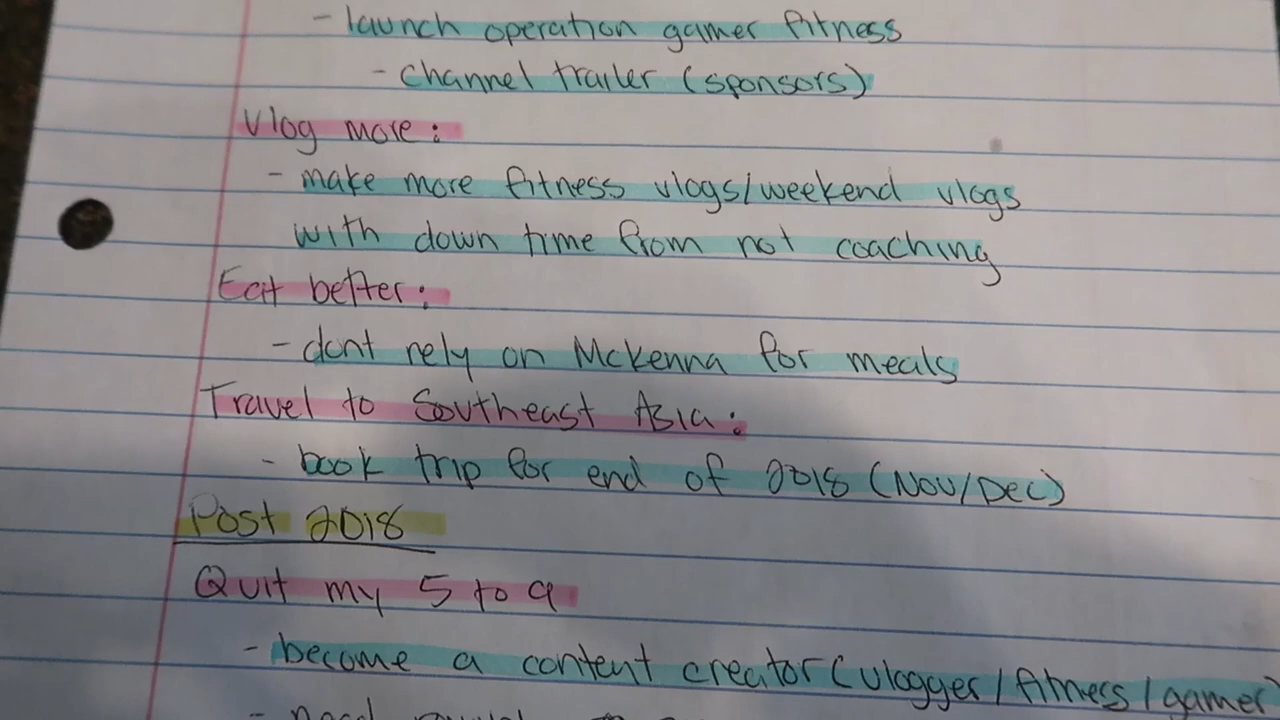 - launch operation gamer fitness
- channel trailer (sponsors)
Vlog more:
- make more fitness vlogs/weekend vlogs
with down time from not coaching
Eat better:
- dont rely on McKenna for meals
Travel to Southeast Asia:
- book trip for end of 2018 (Nov/Dec)
Post 2018
Quit my 5 to 9
- become a content creator (vlogger/fitness/gamer)
- need